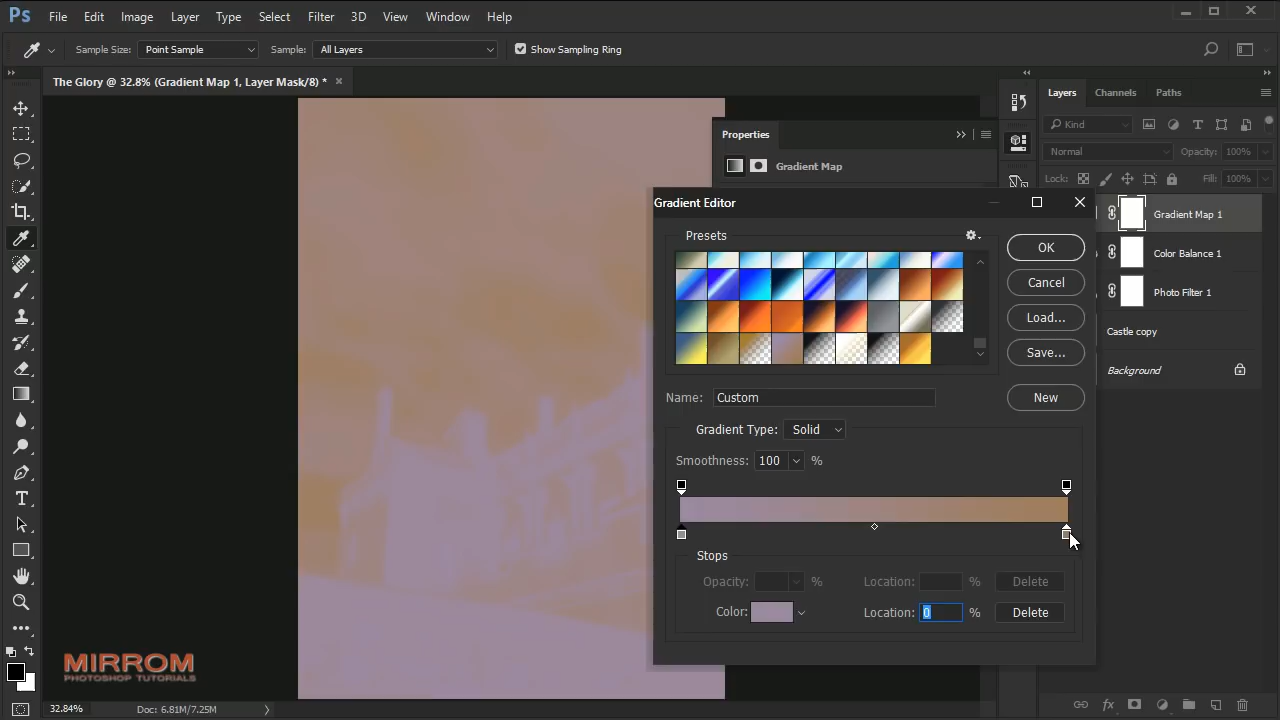 Ps File Edit Image Layer Type Select Filter 3D View Window Help
Sample Size: Point Sample Sample: All Layers Show Sampling Ring
The Glory @ 32.8% (Gradient Map 1, Layer Mask/8) *
Layers Channels Paths
Kind
Properties
Normal Opacity: 100%
Gradient Map
Lock: Fill: 100%
Gradient Editor
Gradient Map 1
Presets
OK
Color Balance 1
Cancel
Photo Filter 1
Load...
Castle copy
Save...
Background
Name: Custom New
Gradient Type: Solid
Smoothness: 100 %
Stops
Opacity: % Location: % Delete
Color: Location: 0 % Delete
MIRROM
PHOTOSHOP TUTORIALS
32.84% Doc: 6.81M/7.25M